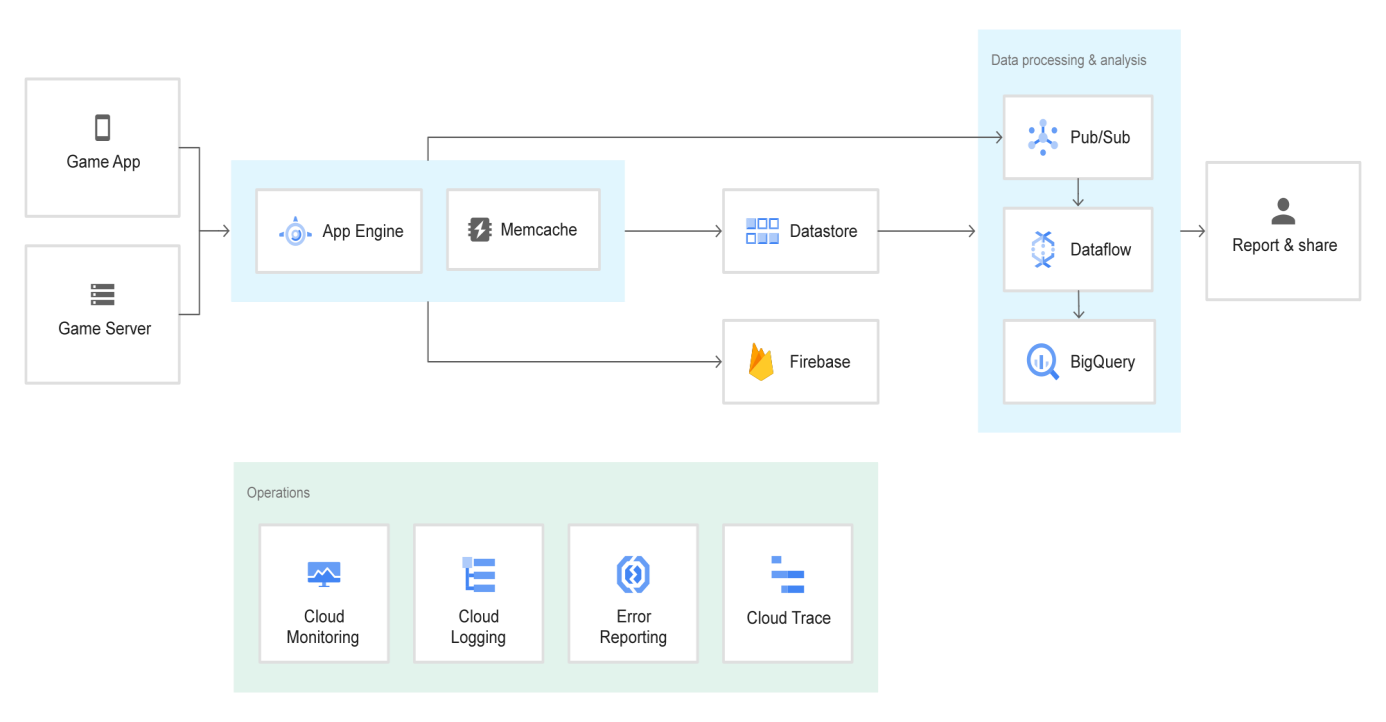 Data processing & analysis
Game App
Pub/Sub
App Engine
Memcache
Datastore
Dataflow
Report & share
Game Server
Firebase
BigQuery
Operations
Cloud
Monitoring
Cloud
Logging
Error
Reporting
Cloud Trace